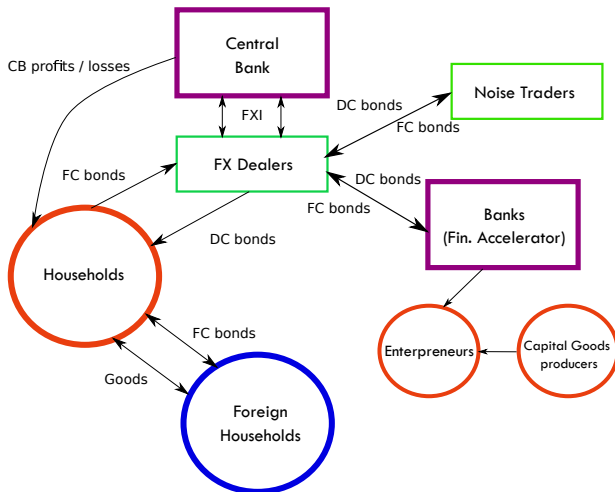 Central
Bank
CB profits / losses
FXI
DC bonds
FC bonds
Noise Traders
FX Dealers
FC bonds
DC bonds
FC bonds
DC bonds
Banks
(Fin. Accelerator)
Households
FC bonds
Goods
Enterpreneurs
Capital Goods
producers
Foreign
Households